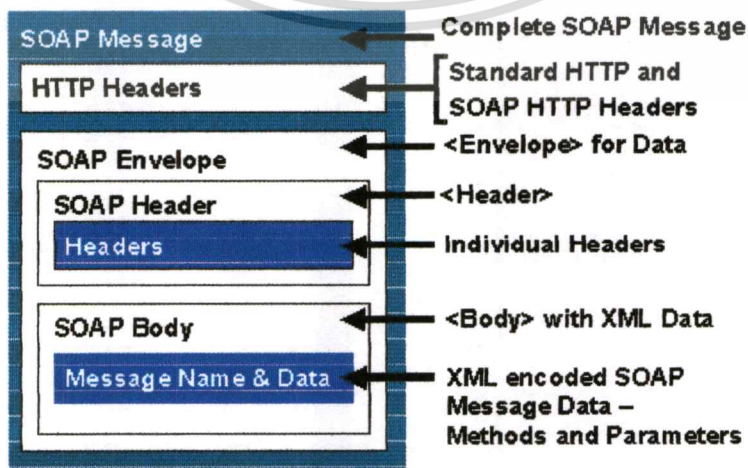 SOAP Message
Complete SOAP Message
HTTP Headers
Standard HTTP and
SOAP HTTP Headers
SOAP Envelope
<Envelope> for Data
SOAP Header
<Header>
Headers
Individual Headers
SOAP Body
<Body> with XML Data
Message Name & Data
XML encoded SOAP
Message Data –
Methods and Parameters